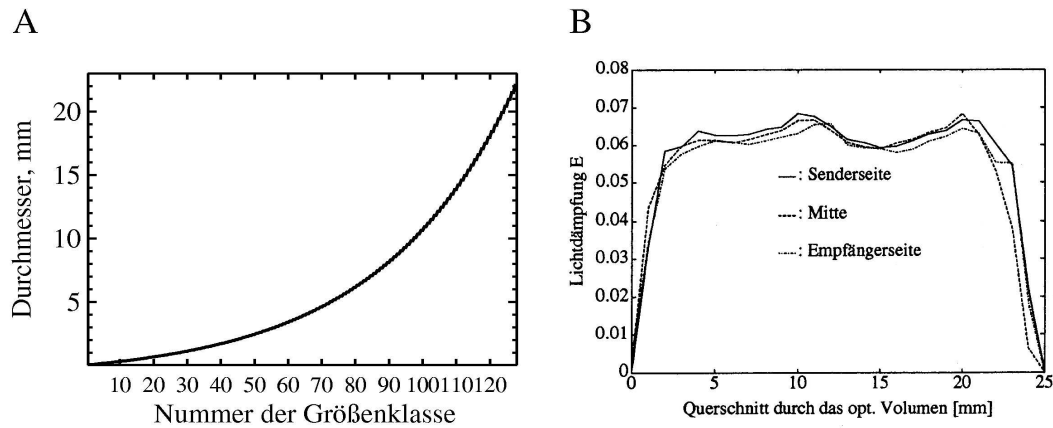 A
Durchmesser, mm
20
15
10
5
10 20 30 40 50 60 70 80 90 100 110 120
Nummer der Größenklasse
B
Lichtdämpfung E
0.08
0.07
0.06
0.05
0.04
0.03
0.02
0.01
0
—: Senderseite
---: Mitte
---: Empfängerseite
0 5 10 15 20 25
Querschnitt durch das opt. Volumen [mm]